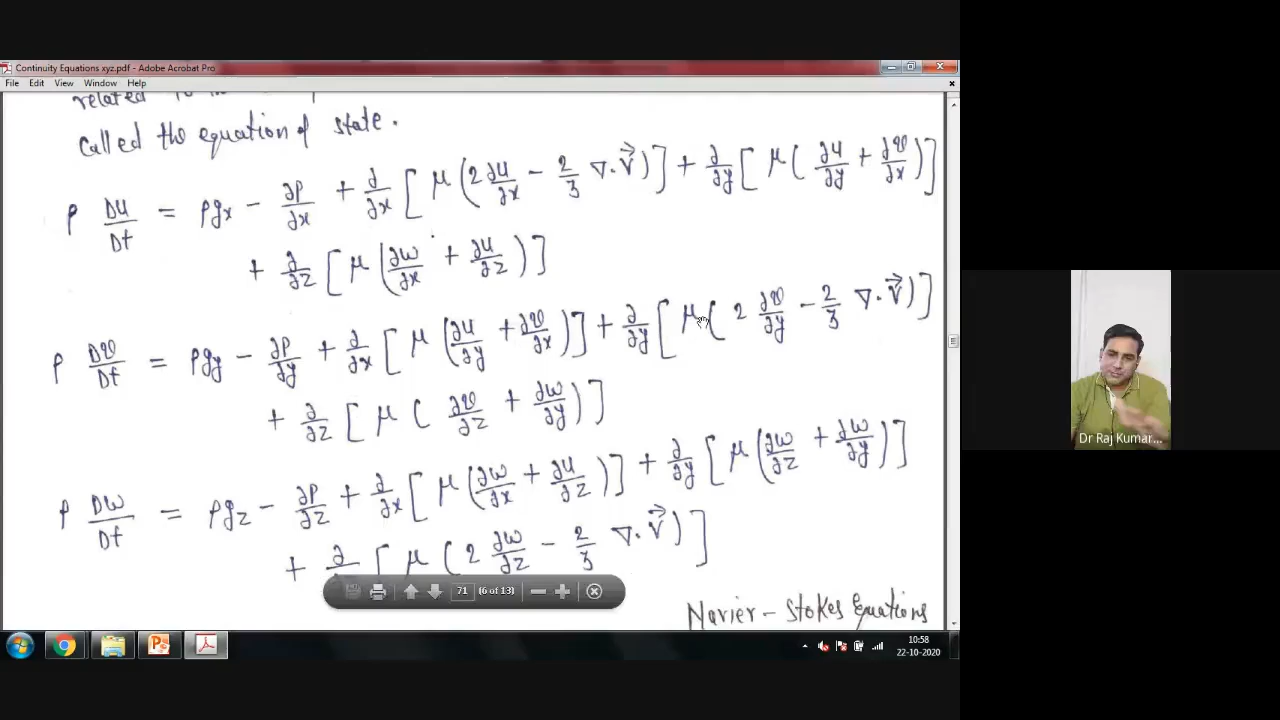 Continuity Equations xyz.pdf - Adobe Acrobat Pro
File Edit View Window Help
related to
called the equation of state.
ρ Du/Dt = ρgx - ∂P/∂x + ∂/∂x [ μ (2 ∂u/∂x - 2/3 ∇·V⃗) ] + ∂/∂y [ μ ( ∂u/∂y + ∂v/∂x ) ]
+ ∂/∂z [ μ ( ∂w/∂x + ∂u/∂z ) ]
ρ Dv/Dt = ρgy - ∂P/∂y + ∂/∂x [ μ ( ∂u/∂y + ∂v/∂x ) ] + ∂/∂y [ μ ( 2 ∂v/∂y - 2/3 ∇·V⃗ ) ]
+ ∂/∂z [ μ ( ∂v/∂z + ∂w/∂y ) ]
ρ Dw/Dt = ρgz - ∂P/∂z + ∂/∂x [ μ ( ∂w/∂x + ∂u/∂z ) ] + ∂/∂y [ μ ( ∂w/∂z + ∂w/∂y ) ]
+ ∂ [ μ ( 2 ∂w/∂z - 2/3 ∇·V⃗ ) ]
71 (6 of 13)
Navier - Stokes Equations
10:58
22-10-2020
Dr Raj Kumar...